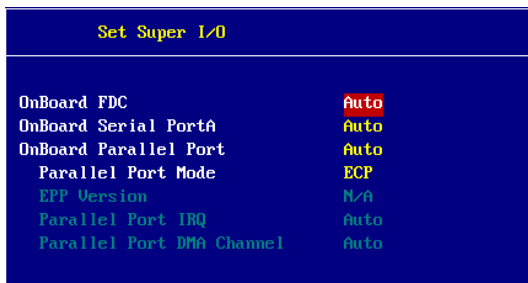 Set Super I/O
OnBoard FDC Auto
OnBoard Serial PortA Auto
OnBoard Parallel Port Auto
Parallel Port Mode ECP
EPP Version N/A
Parallel Port IRQ Auto
Parallel Port DMA Channel Auto